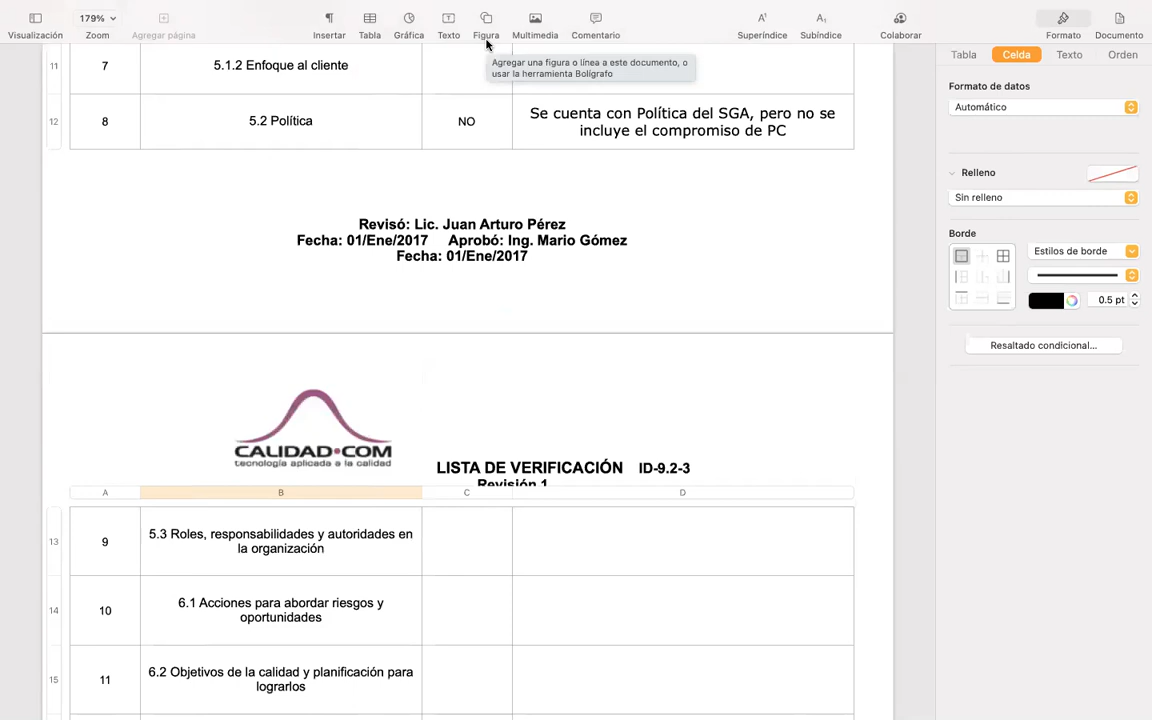 Visualización
179%
Zoom
Agregar página
Insertar
Tabla
Gráfica
Texto
Figura
Multimedia
Comentario
Superíndice
Subíndice
Colaborar
Formato
Documento
Agregar una figura o línea a este documento, o
usar la herramienta Bolígrafo
Tabla
Celda
Texto
Orden
Formato de datos
Automático
Relleno
Sin relleno
Borde
Estilos de borde
0.5 pt
Resaltado condicional...
11
7
5.1.2 Enfoque al cliente
12
8
5.2 Política
NO
Se cuenta con Política del SGA, pero no se
incluye el compromiso de PC
Revisó: Lic. Juan Arturo Pérez
Fecha: 01/Ene/2017 Aprobó: Ing. Mario Gómez
Fecha: 01/Ene/2017
CALIDAD•COM
tecnología aplicada a la calidad
LISTA DE VERIFICACIÓN ID-9.2-3
Revisión 1
A B C D
13
9
5.3 Roles, responsabilidades y autoridades en
la organización
14
10
6.1 Acciones para abordar riesgos y
oportunidades
15
11
6.2 Objetivos de la calidad y planificación para
lograrlos